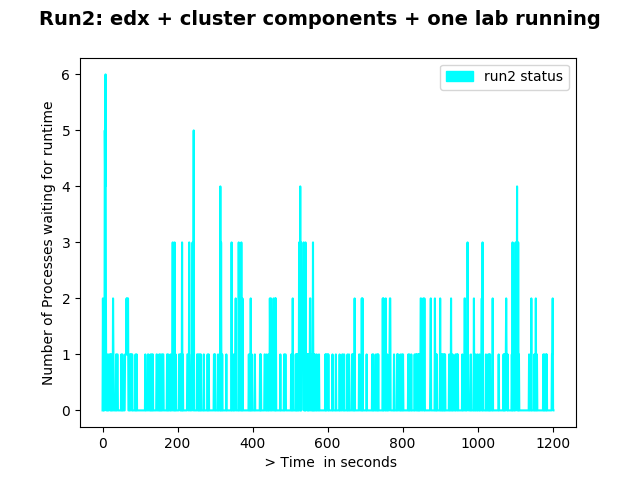 Run2: edx + cluster components + one lab running
run2 status
Number of Processes waiting for runtime
6
5
4
3
2
1
0
0 200 400 600 800 1000 1200
> Time  in seconds